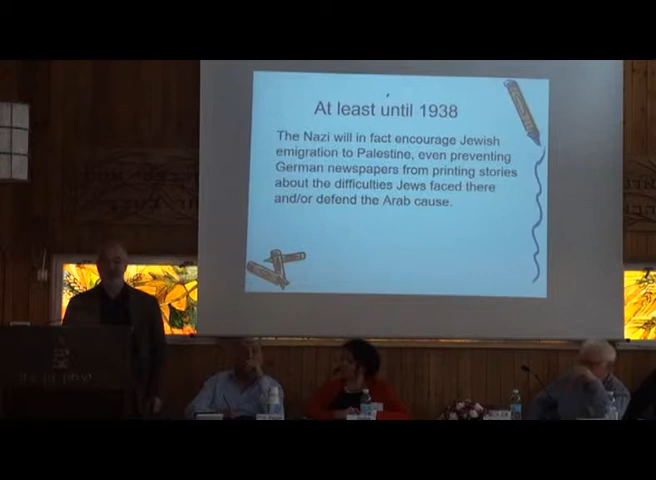 At least until 1938
The Nazi will in fact encourage Jewish
emigration to Palestine, even preventing
German newspapers from printing stories
about the difficulties Jews faced there
and/or defend the Arab cause.